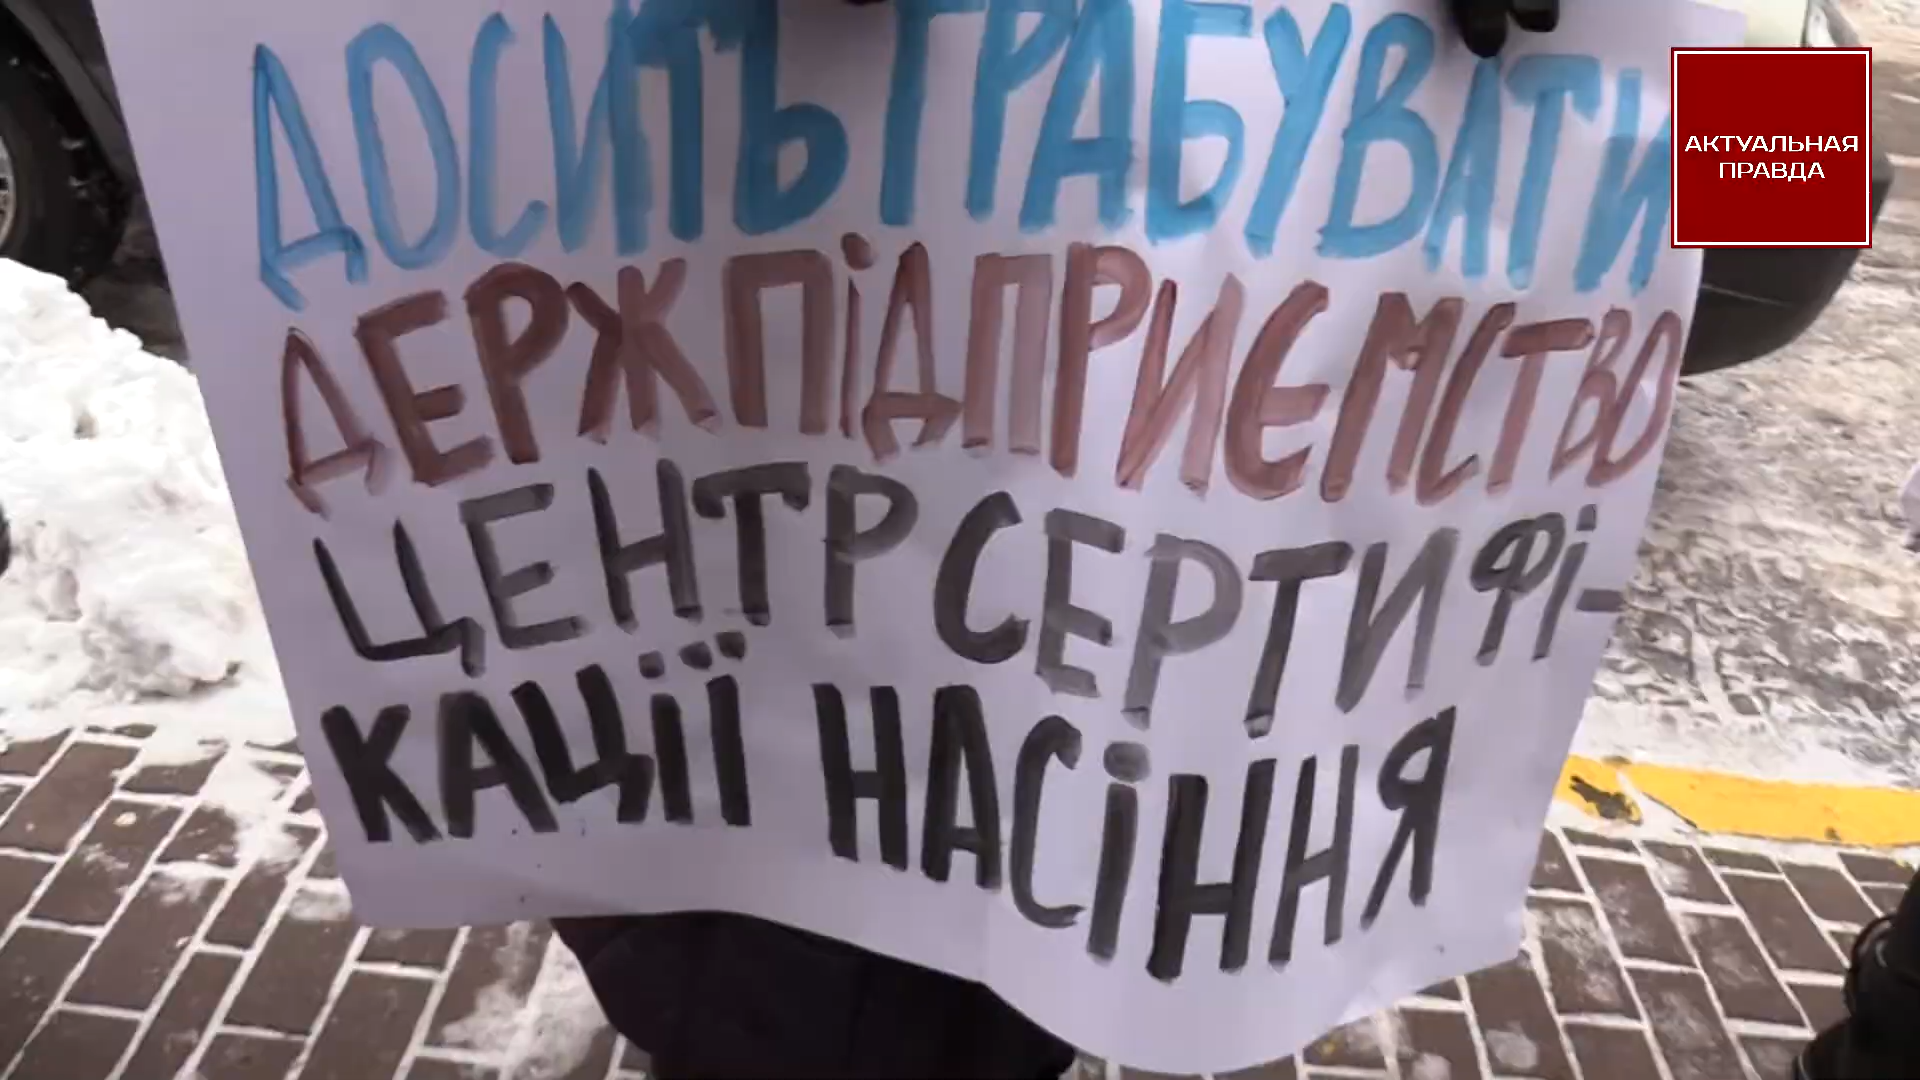 ДОСИТЬ ГРАБУВАТИ
ДЕРЖПІДПРИЄМСТВО
ЦЕНТР СЕРТИФІ-
КАЦІЇ НАСІННЯ
АКТУАЛЬНАЯ
ПРАВДА